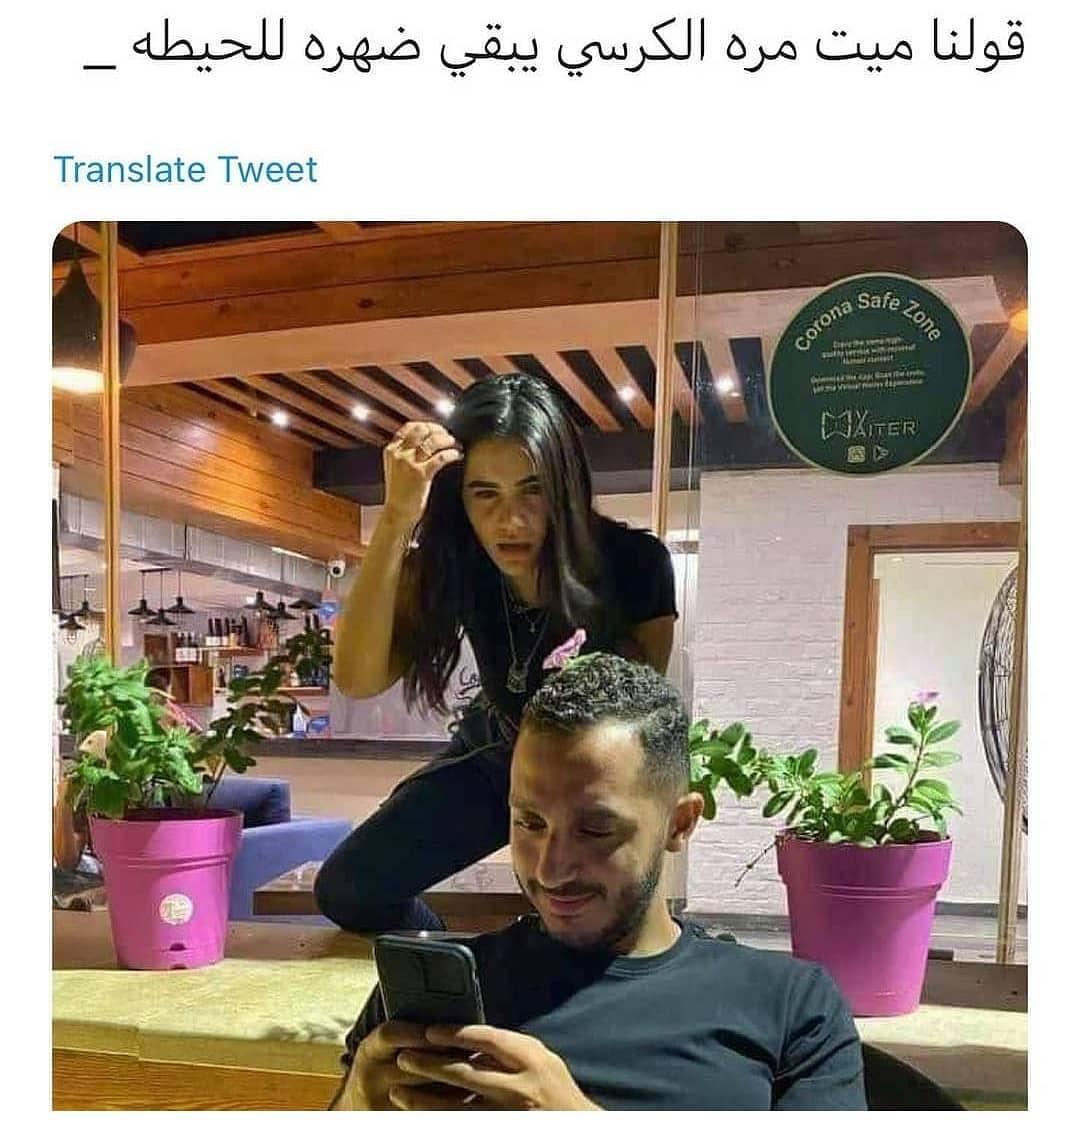 قولنا ميت مره الكرسي يبقي ضهره للحيطه _
Translate Tweet
Corona Safe Zone
WAITER